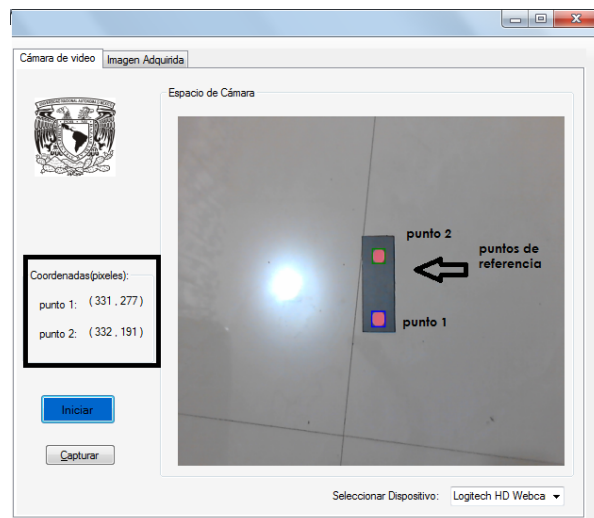 Cámara de video
Imagen Adquirida
Espacio de Cámara
punto 2
puntos de
referencia
punto 1
Coordenadas(pixeles):
punto 1: ( 331 , 277 )
punto 2: ( 332 , 191 )
Iniciar
Capturar
Seleccionar Dispositivo: Logitech HD Webca